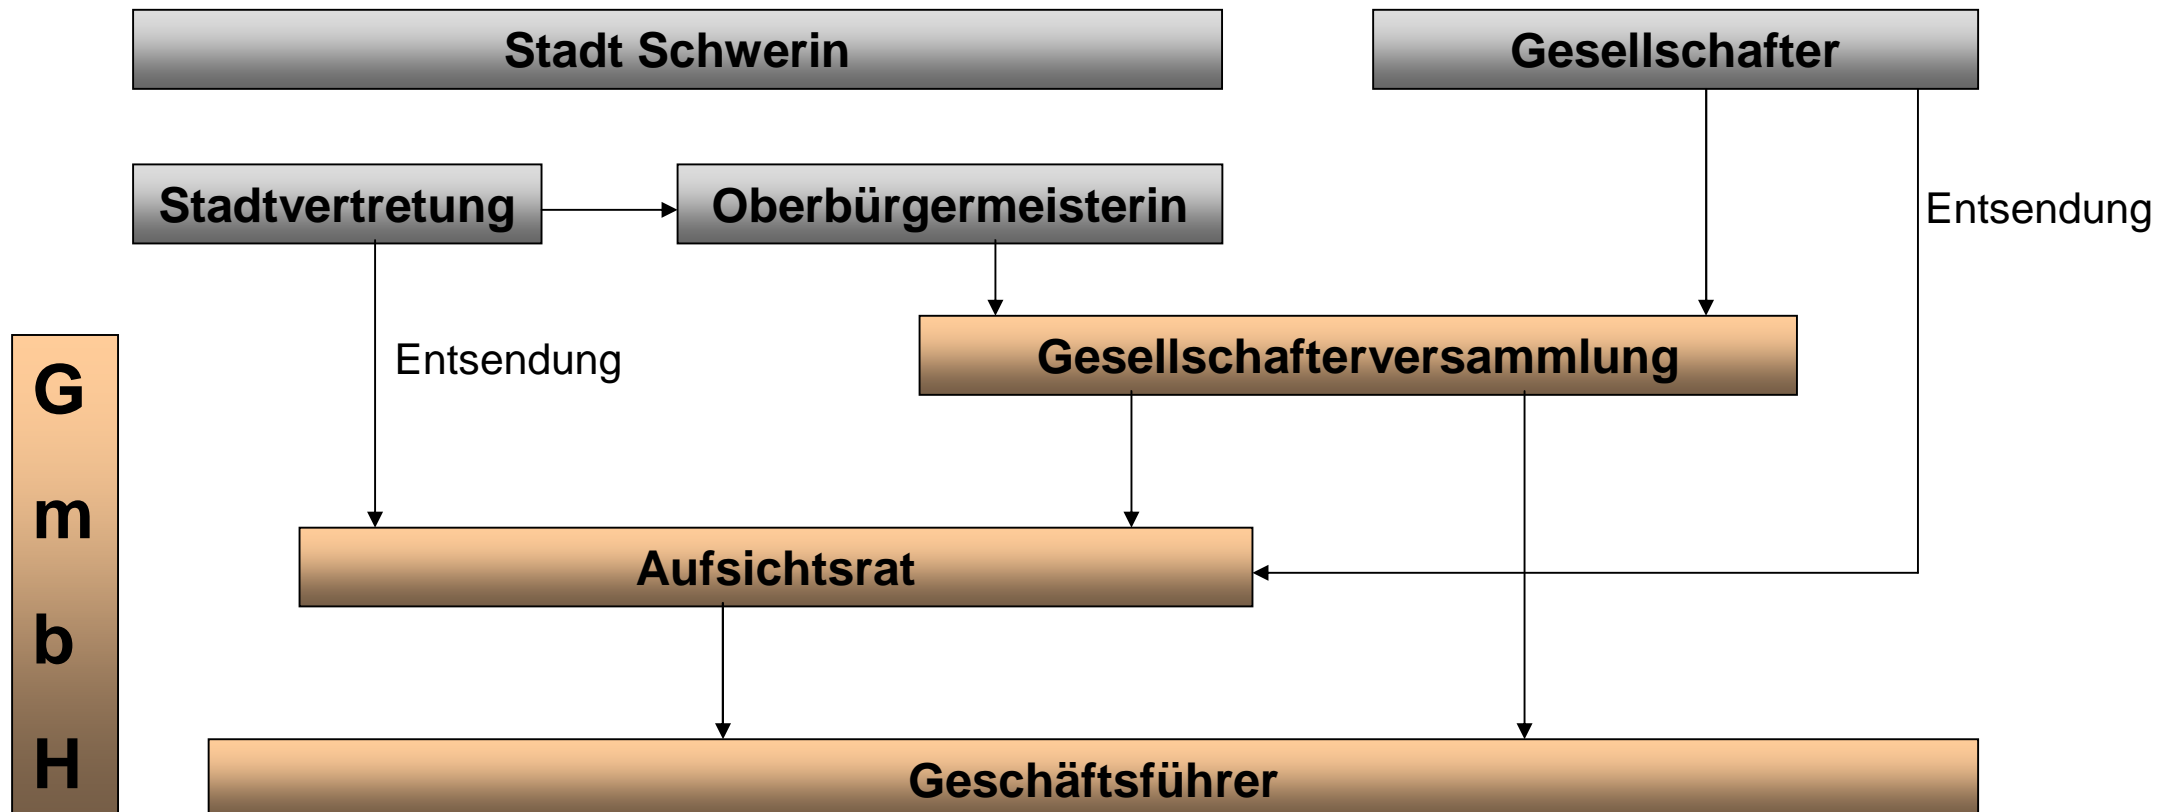 Stadt Schwerin
Gesellschafter
Stadtvertretung
Oberbürgermeisterin
Entsendung
Entsendung
Gesellschafterversammlung
G
m
b
H
Aufsichtsrat
Geschäftsführer